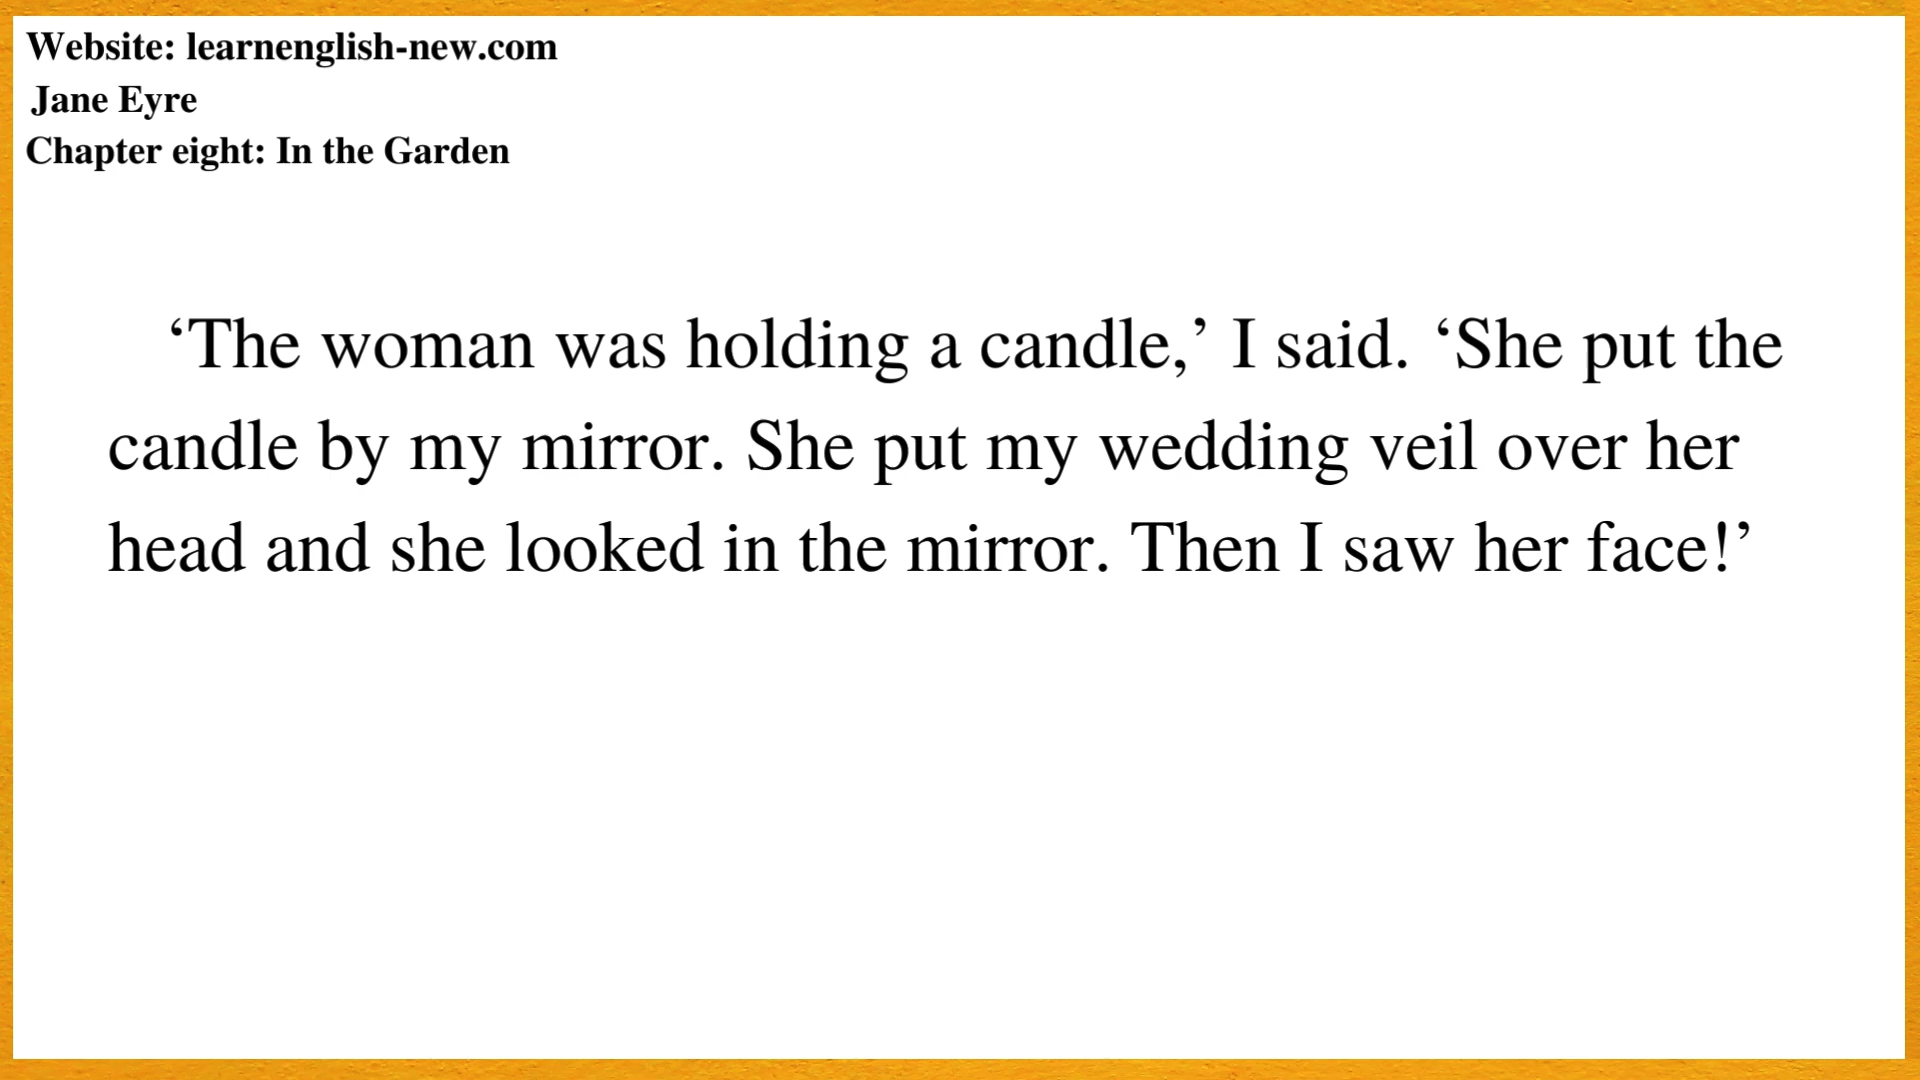 Website: learnenglish-new.com
Jane Eyre
Chapter eight: In the Garden
‘The woman was holding a candle,’ I said. ‘She put the
candle by my mirror. She put my wedding veil over her
head and she looked in the mirror. Then I saw her face!’